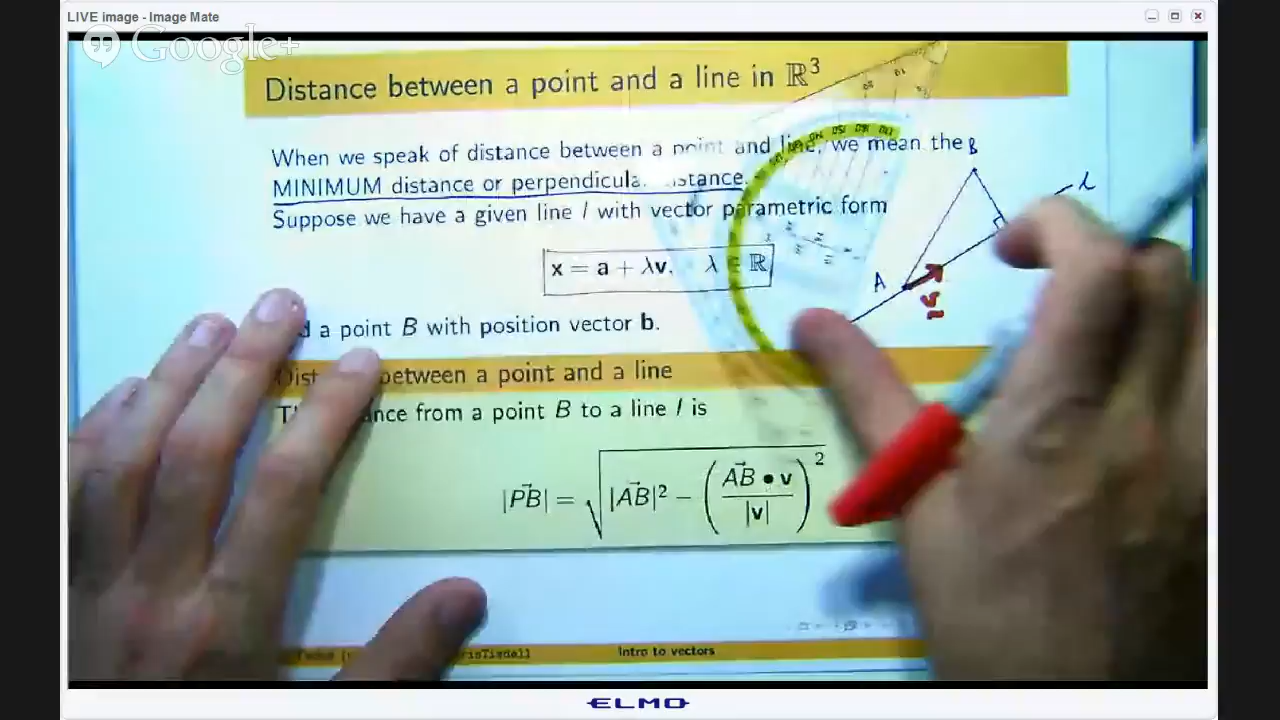 LIVE image - Image Mate
Google+
Distance between a point and a line in ℝ³
When we speak of distance between a point and line, we mean the B
MINIMUM distance or
Suppose we have a given line l with vector parametric form
l
x = a + λv, λ ∈ ℝ
A
v
a point B with position vector b.
between a point and a line
from a point B to a line l is
|PB⃗| = √(|AB⃗|² − (AB⃗ • v / |v|)²)
Intro to vectors
ELMO